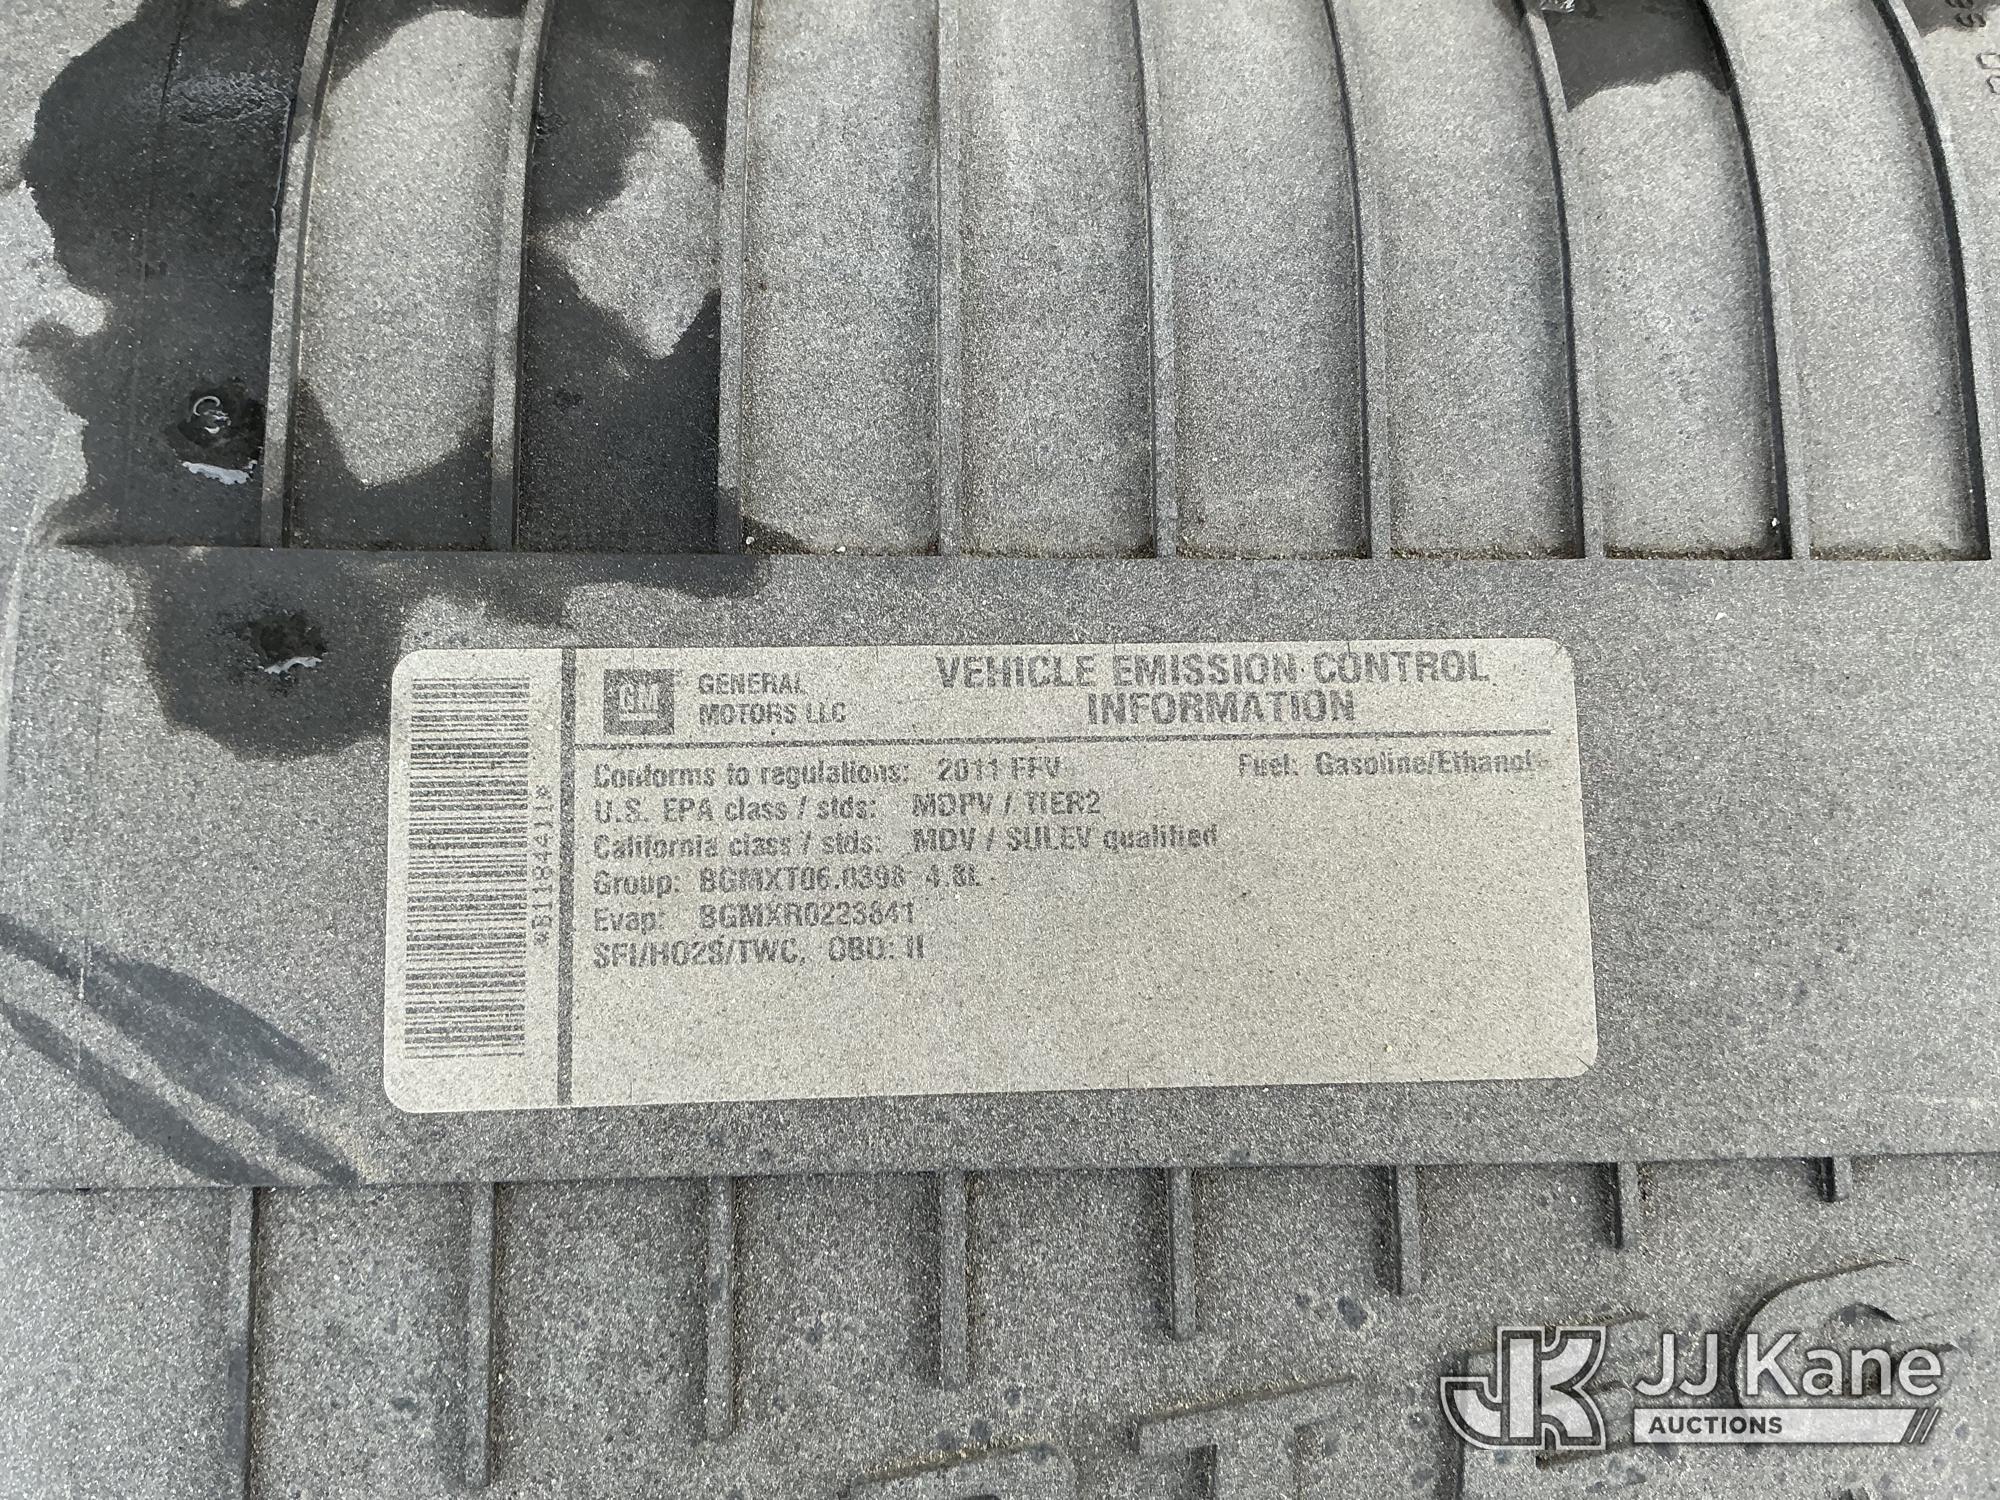 GM
GENERAL
MOTORS LLC
VEHICLE EMISSION CONTROL
INFORMATION
Conforms to regulations: 2011 FFV
Fuel: Gasoline/Ethanol
U.S. EPA class / stds: MDPV / TIER2
California class / stds: MDV / SULEV qualified
Group: BGMXT06.0398 4.8L
Evap: BGMXR0223841
SFI/HO2S/TWC, OBD: II
JK JJ Kane
AUCTIONS